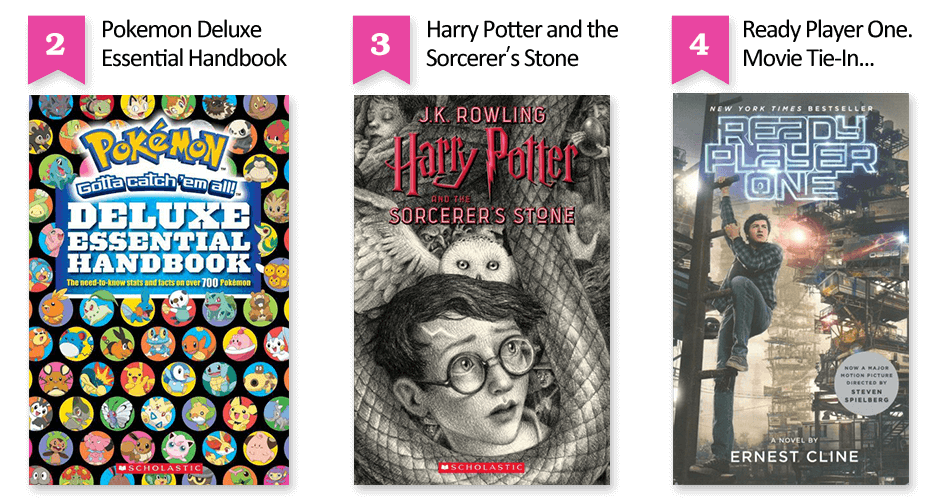 2
Pokemon Deluxe
Essential Handbook
POKéMON
Gotta catch 'em all!™
DELUXE
ESSENTIAL
HANDBOOK
The need-to-know stats and facts on over 700 Pokémon
SCHOLASTIC
3
Harry Potter and the
Sorcerer's Stone
J.K. ROWLING
Harry Potter
AND THE
SORCERER'S STONE
SCHOLASTIC
4
Ready Player One.
Movie Tie-In...
NEW YORK TIMES BESTSELLER
READY
PLAYER
ONE
NOW A MAJOR
MOTION PICTURE
DIRECTED BY
STEVEN
SPIELBERG
A NOVEL BY
ERNEST CLINE